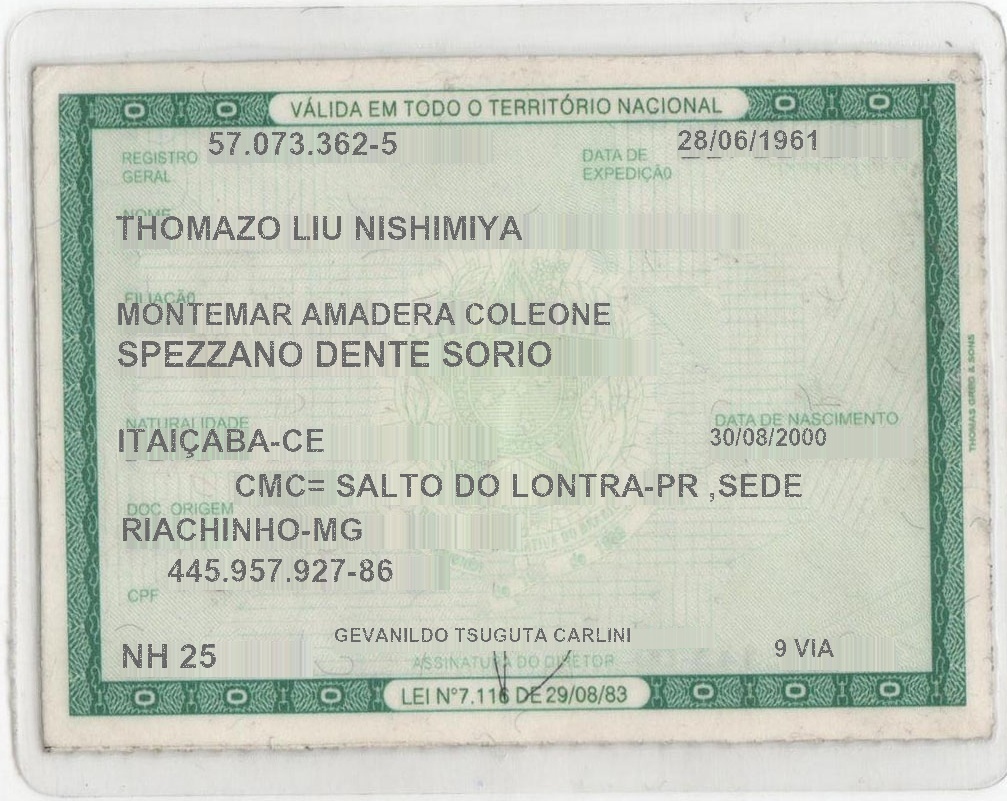 VÁLIDA EM TODO O TERRITÓRIO NACIONAL
REGISTRO GERAL 57.073.362-5 DATA DE EXPEDIÇÃO 28/06/1961
NOME
THOMAZO LIU NISHIMIYA
FILIAÇÃO
MONTEMAR AMADERA COLEONE
SPEZZANO DENTE SORIO
NATURALIDADE DATA DE NASCIMENTO
ITAIÇABA-CE 30/08/2000
CMC= SALTO DO LONTRA-PR ,SEDE
DOC. ORIGEM
RIACHINHO-MG
445.957.927-86
CPF
GEVANILDO TSUGUTA CARLINI
NH 25 9 VIA
ASSINATURA DO DIRETOR
LEI N°7.116 DE 29/08/83
THOMAS GREG & SONS